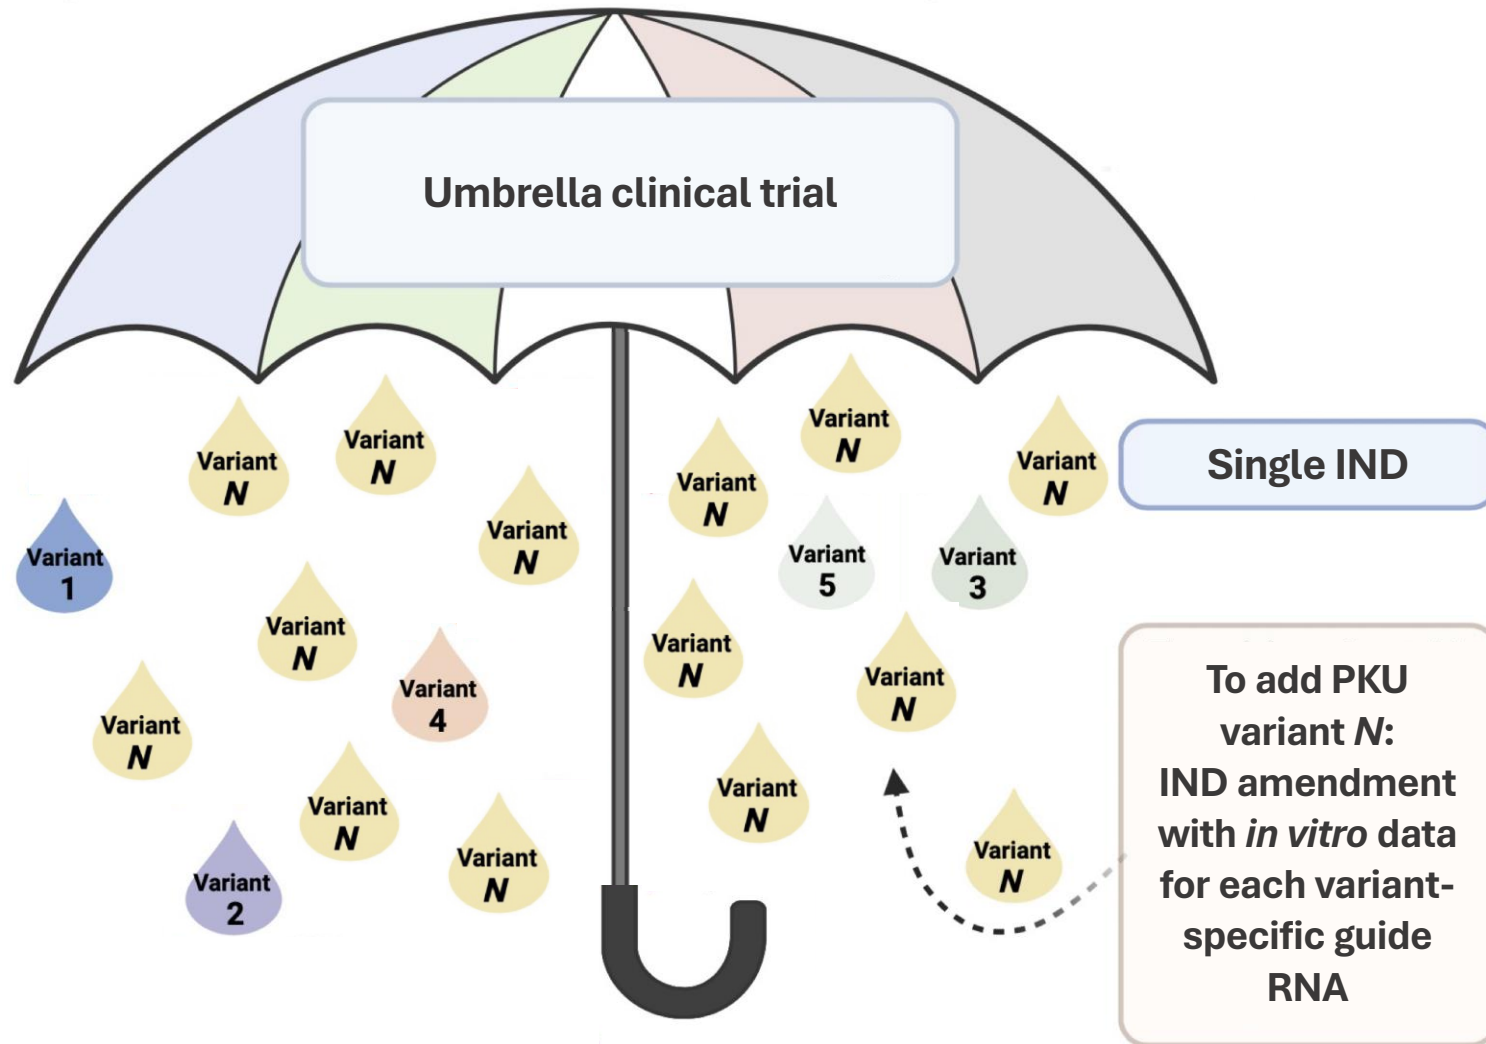 Umbrella clinical trial
Variant
N
Variant
N
Variant
N
Variant
N
Variant
N
Variant
N
Single IND
Variant
1
Variant
N
Variant
5
Variant
3
Variant
N
Variant
4
Variant
N
Variant
N
Variant
N
Variant
N
Variant
2
Variant
N
Variant
N
Variant
N
To add PKU
variant N:
IND amendment
with in vitro data
for each variant-
specific guide
RNA